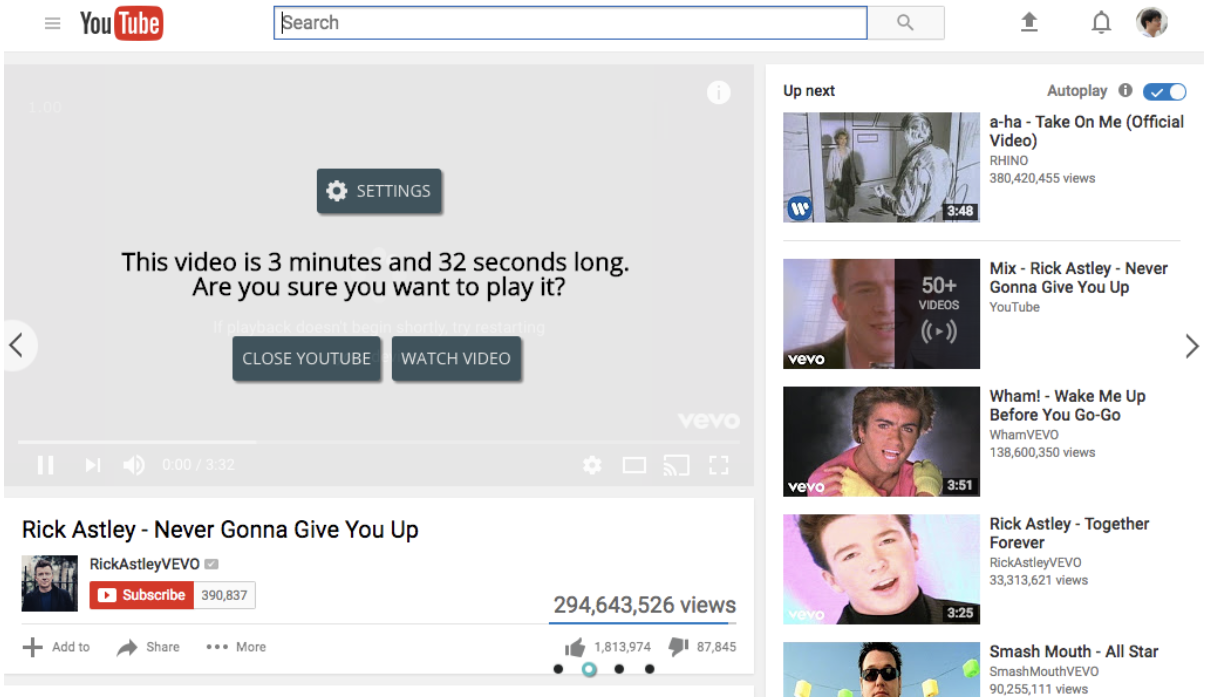 YouTube
Search
1.00
SETTINGS
This video is 3 minutes and 32 seconds long.
Are you sure you want to play it?
If playback doesn't begin shortly, try restarting
CLOSE YOUTUBE
WATCH VIDEO
vevo
0:00 / 3:32
Rick Astley - Never Gonna Give You Up
RickAstleyVEVO
Subscribe 390,837
294,643,526 views
Add to
Share
More
1,813,974
87,845
Up next
Autoplay
3:48
a-ha - Take On Me (Official
Video)
RHINO
380,420,455 views
50+
VIDEOS
vevo
Mix - Rick Astley - Never
Gonna Give You Up
YouTube
vevo
3:51
Wham! - Wake Me Up
Before You Go-Go
WhamVEVO
138,600,350 views
vevo
3:25
Rick Astley - Together
Forever
RickAstleyVEVO
33,313,621 views
Smash Mouth - All Star
SmashMouthVEVO
90,255,111 views